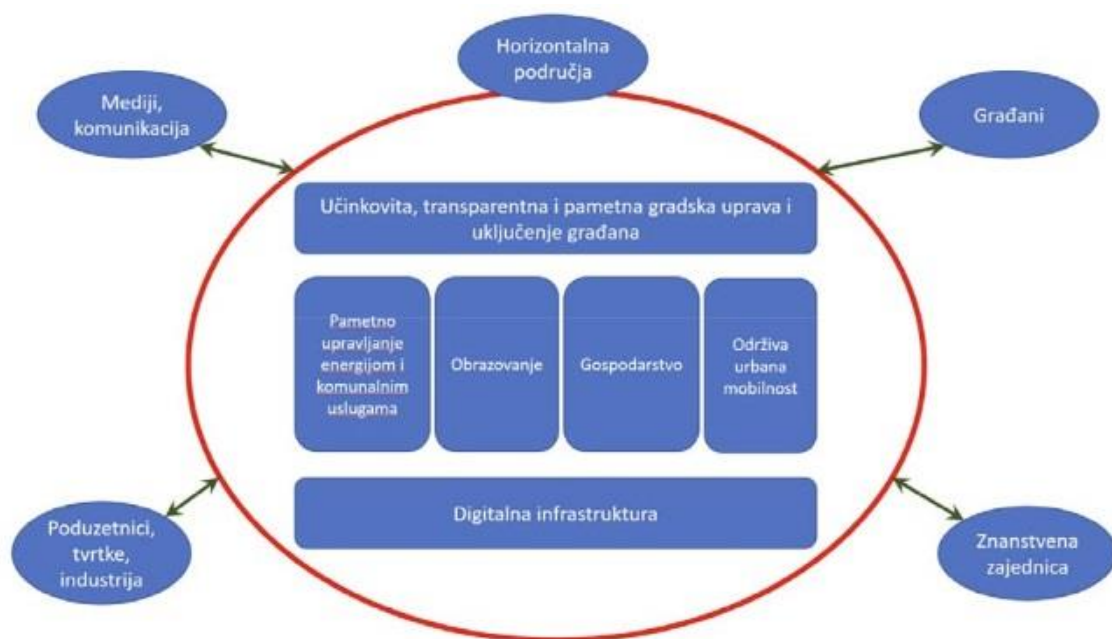 Horizontalna
područja
Mediji,
komunikacija
Građani
Učinkovita, transparentna i pametna gradska uprava i
uključenje građana
Pametno
upravljanje
energijom i
komunalnim
uslugama
Obrazovanje
Gospodarstvo
Održiva
urbana
mobilnost
Digitalna infrastruktura
Poduzetnici,
tvrtke,
industrija
Znanstvena
zajednica